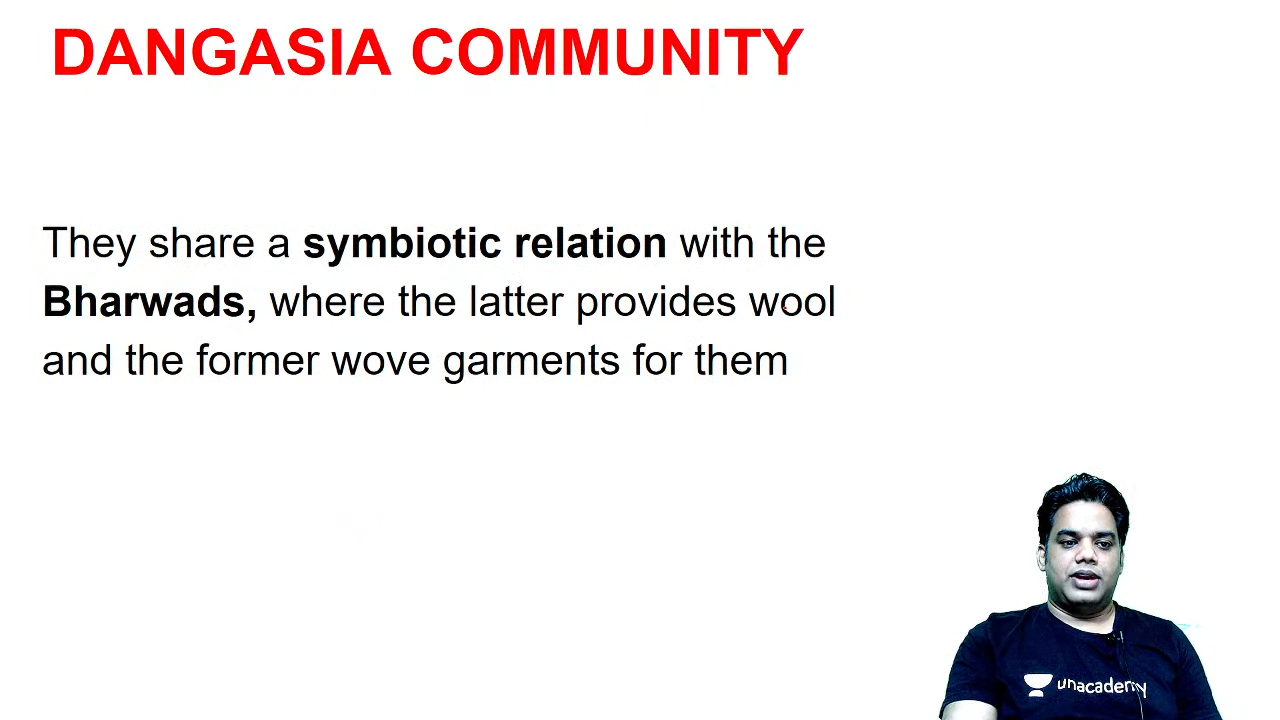 DANGASIA COMMUNITY
They share a symbiotic relation with the
Bharwads, where the latter provides wool
and the former wove garments for them
unacademy